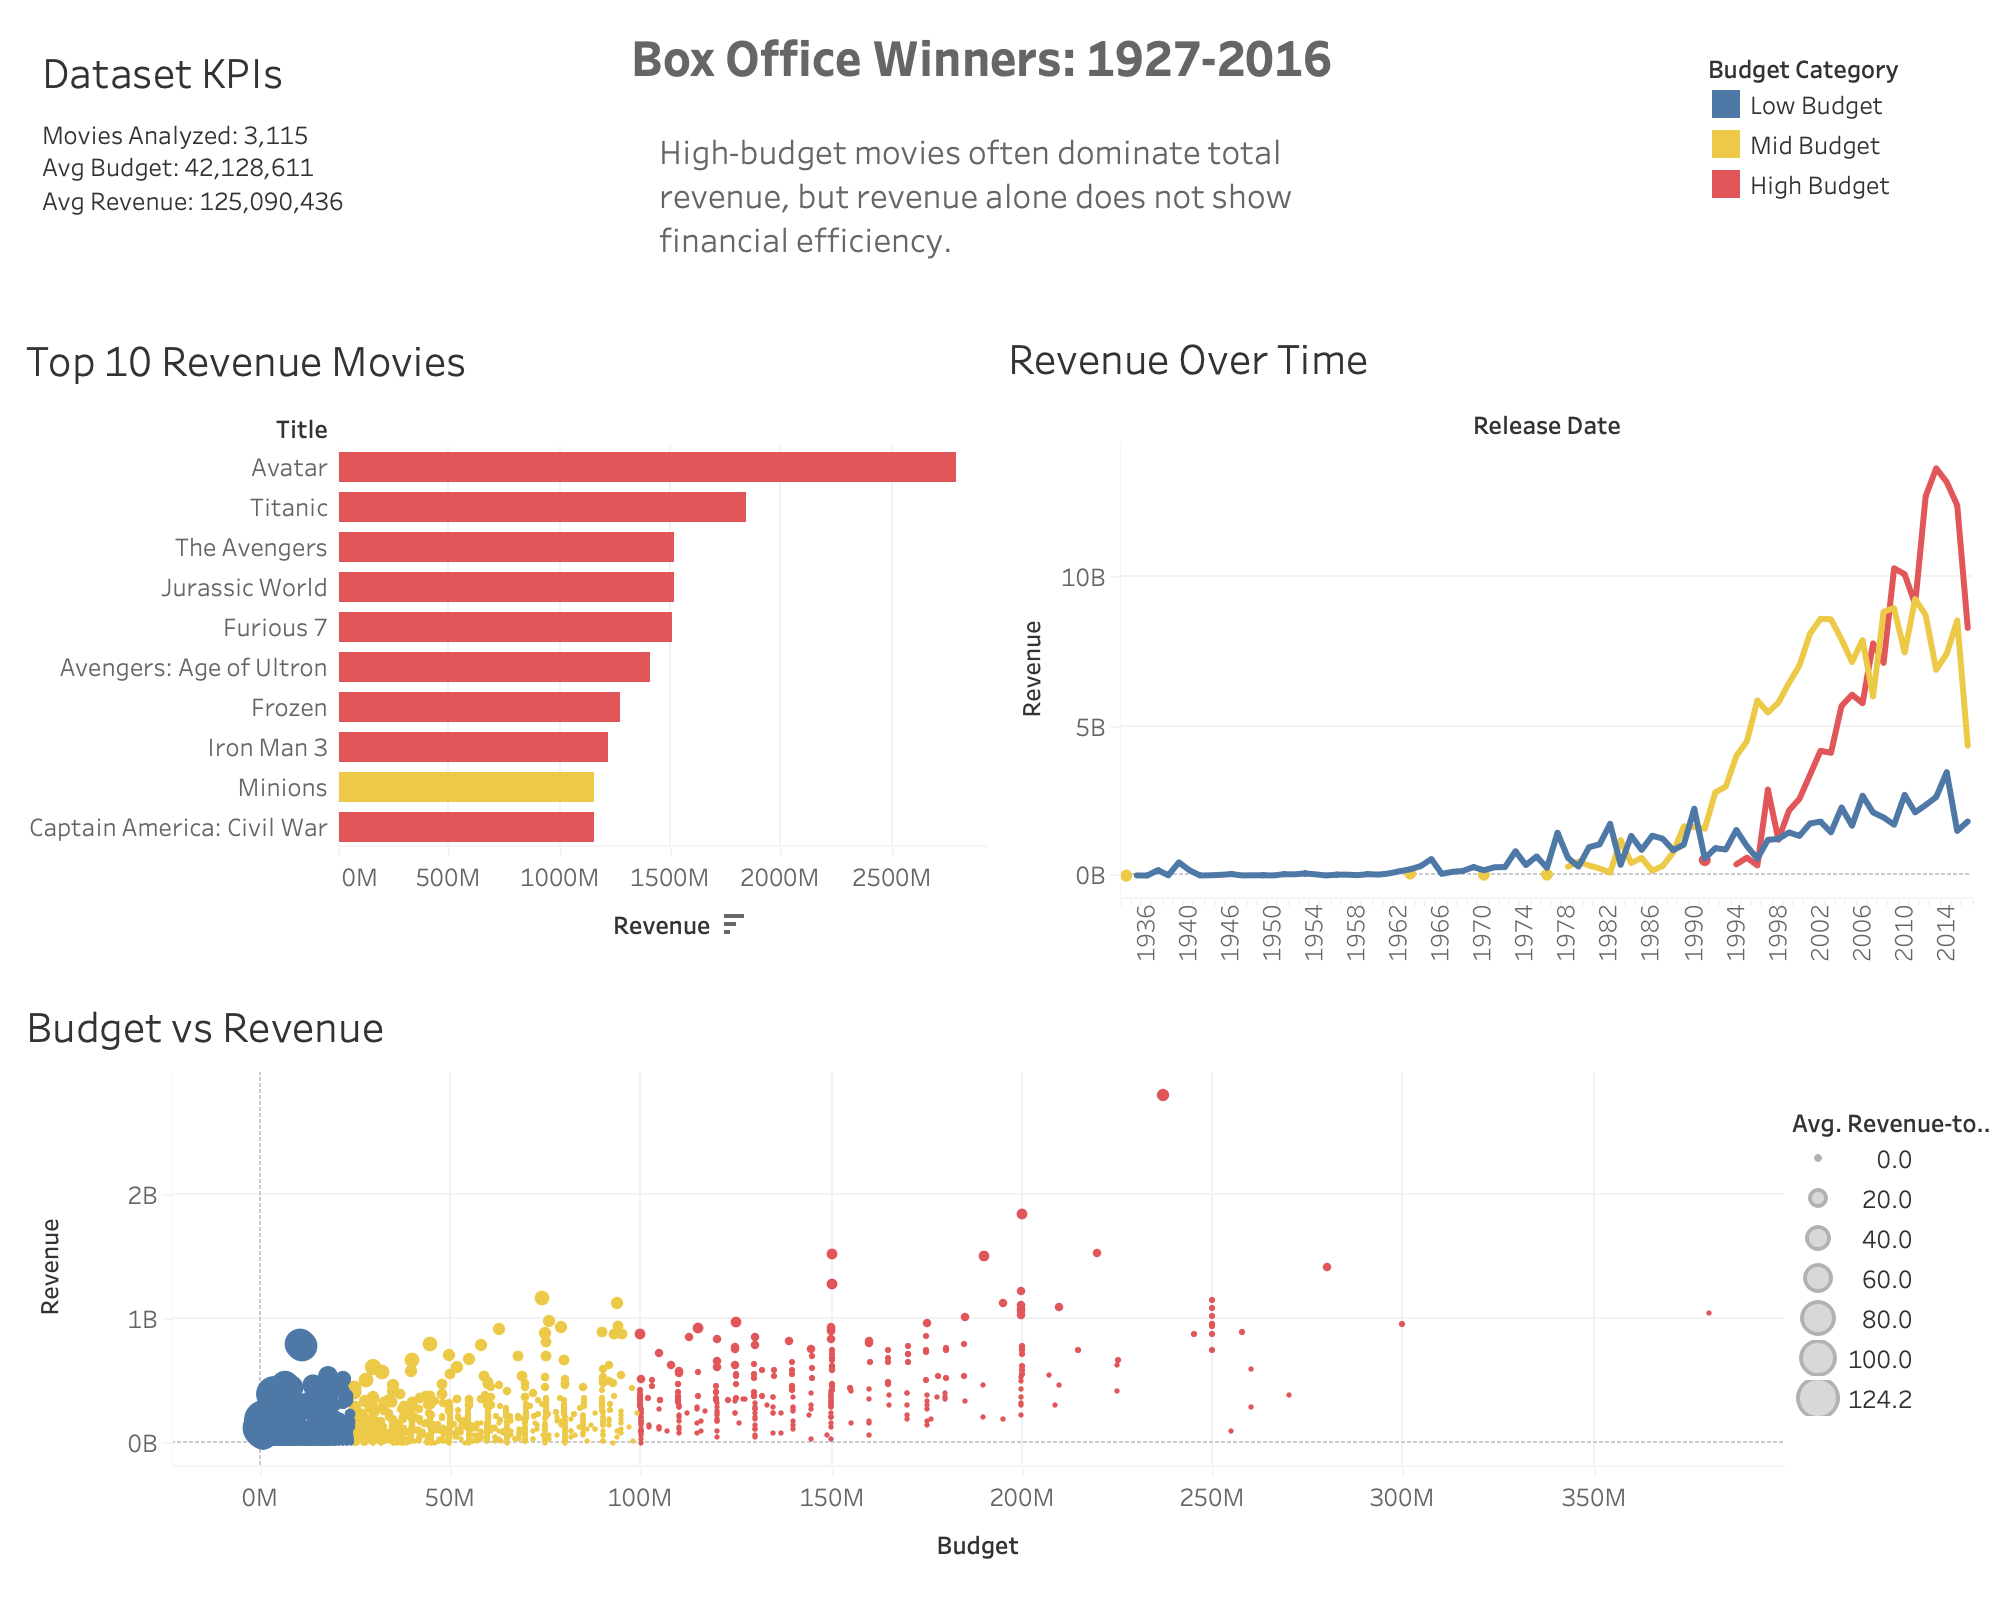 Box Office Winners: 1927-2016
Dataset KPIs
Movies Analyzed: 3,115
Avg Budget: 42,128,611
Avg Revenue: 125,090,436
High-budget movies often dominate total
revenue, but revenue alone does not show
financial efficiency.
Budget Category
Low Budget
Mid Budget
High Budget
Top 10 Revenue Movies
Title
Avatar
Titanic
The Avengers
Jurassic World
Furious 7
Avengers: Age of Ultron
Frozen
Iron Man 3
Minions
Captain America: Civil War
0M 500M 1000M 1500M 2000M 2500M
Revenue
Revenue Over Time
Release Date
Revenue
10B
5B
0B
1936 1940 1946 1950 1954 1958 1962 1966 1970 1974 1978 1982 1986 1990 1994 1998 2002 2006 2010 2014
Budget vs Revenue
Revenue
2B
1B
0B
0M 50M 100M 150M 200M 250M 300M 350M
Budget
Avg. Revenue-to..
0.0
20.0
40.0
60.0
80.0
100.0
124.2